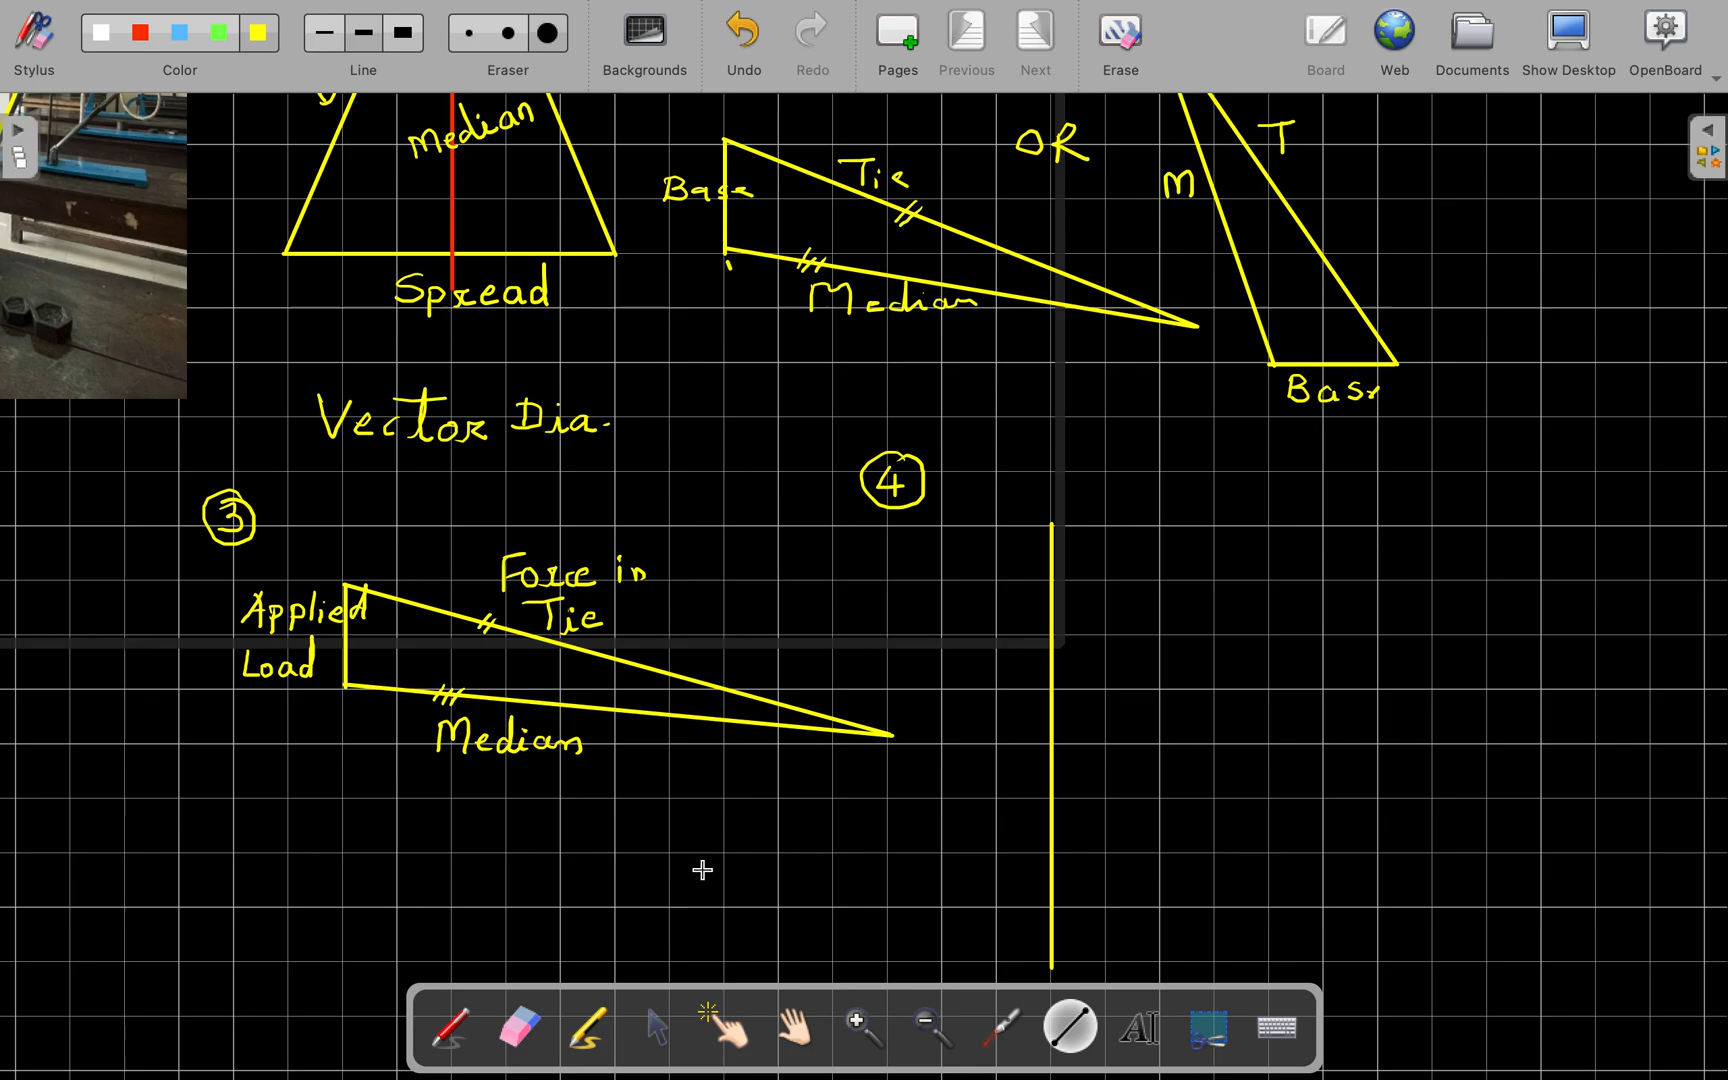 Stylus
Color
Line
Eraser
Backgrounds
Undo
Redo
Pages
Previous
Next
Erase
Board
Web
Documents
Show Desktop
OpenBoard
Median
Spread
Base
Tie
Median
OR
M
T
Base
Vector Dia.
3
4
Applied
Load
Force in
Tie
Median
AI